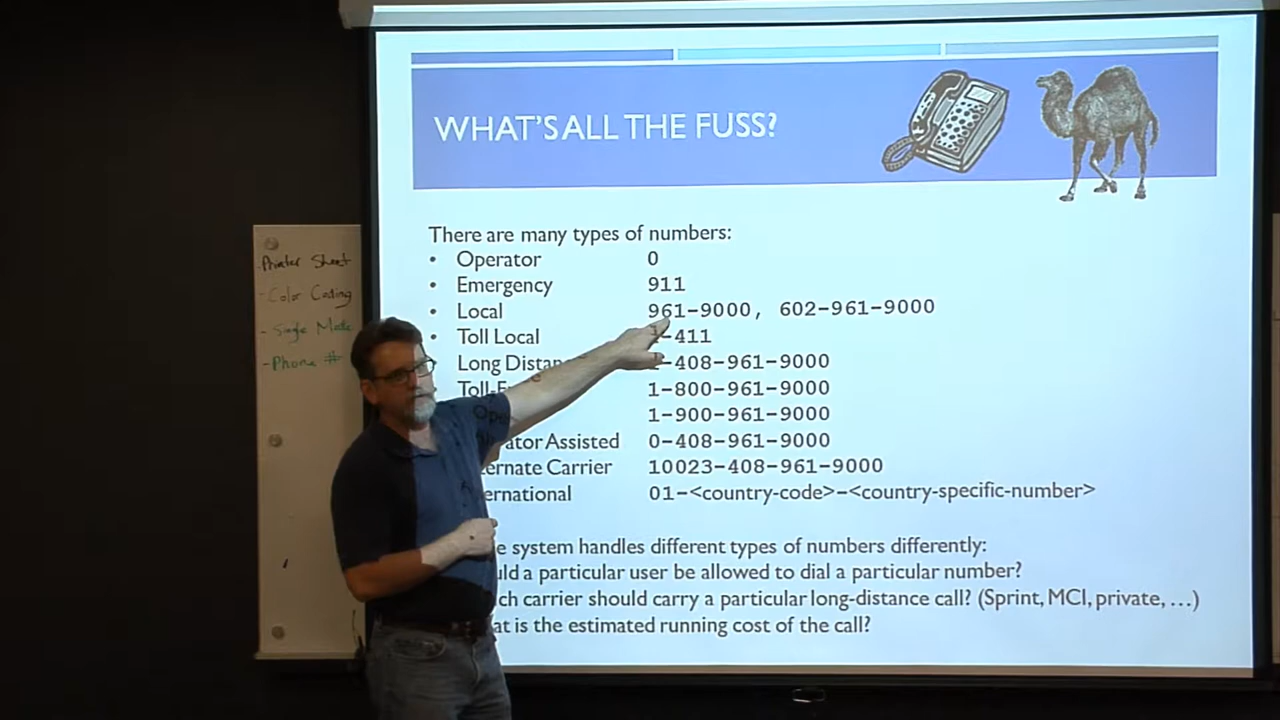 WHAT'S ALL THE FUSS?
There are many types of numbers:
• Operator 0
• Emergency 911
• Local 961-9000, 602-961-9000
• Toll Local 1-411
Long Distan 1-408-961-9000
Toll-F 1-800-961-9000
1-900-961-9000
ator Assisted 0-408-961-9000
ernate Carrier 10023-408-961-9000
ernational 01-<country-code>-<country-specific-number>
e system handles different types of numbers differently:
uld a particular user be allowed to dial a particular number?
ch carrier should carry a particular long-distance call? (Sprint, MCI, private, …)
at is the estimated running cost of the call?
Printer Sheet
- Color Coating
- Single Mode
- Phone #